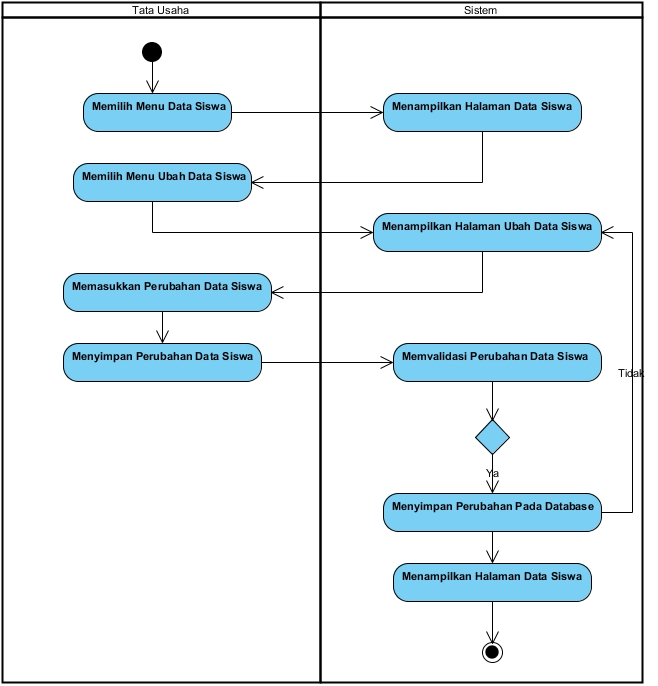 Tata Usaha
Sistem
Memilih Menu Data Siswa
Menampilkan Halaman Data Siswa
Memilih Menu Ubah Data Siswa
Menampilkan Halaman Ubah Data Siswa
Memasukkan Perubahan Data Siswa
Menyimpan Perubahan Data Siswa
Memvalidasi Perubahan Data Siswa
Tidak
Ya
Menyimpan Perubahan Pada Database
Menampilkan Halaman Data Siswa